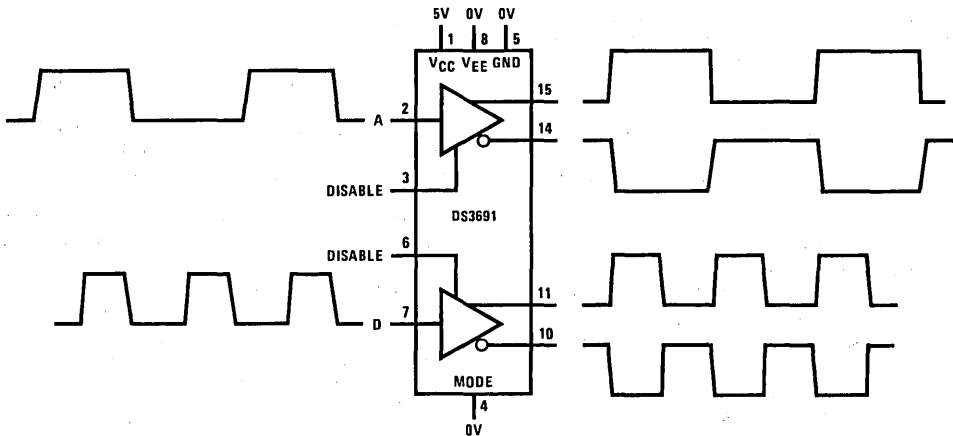 5V 0V 0V
1 8 5
VCC VEE GND
15
2
A
14
3
DISABLE
DS3691
6
DISABLE
11
7
D
10
MODE
4
0V